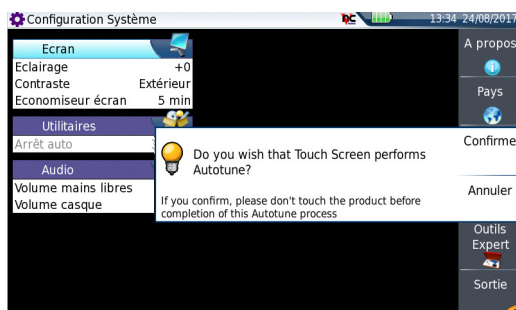 Configuration Système
DC
13:34 24/08/2017
Ecran
Eclairage +0
Contraste Extérieur
Economiseur écran 5 min
Utilitaires
Arrêt auto
Audio
Volume mains libres
Volume casque
Do you wish that Touch Screen performs
Autotune?
If you confirm, please don't touch the product before
completion of this Autotune process
A propos
Pays
Confirme
Annuler
Outils
Expert
Sortie